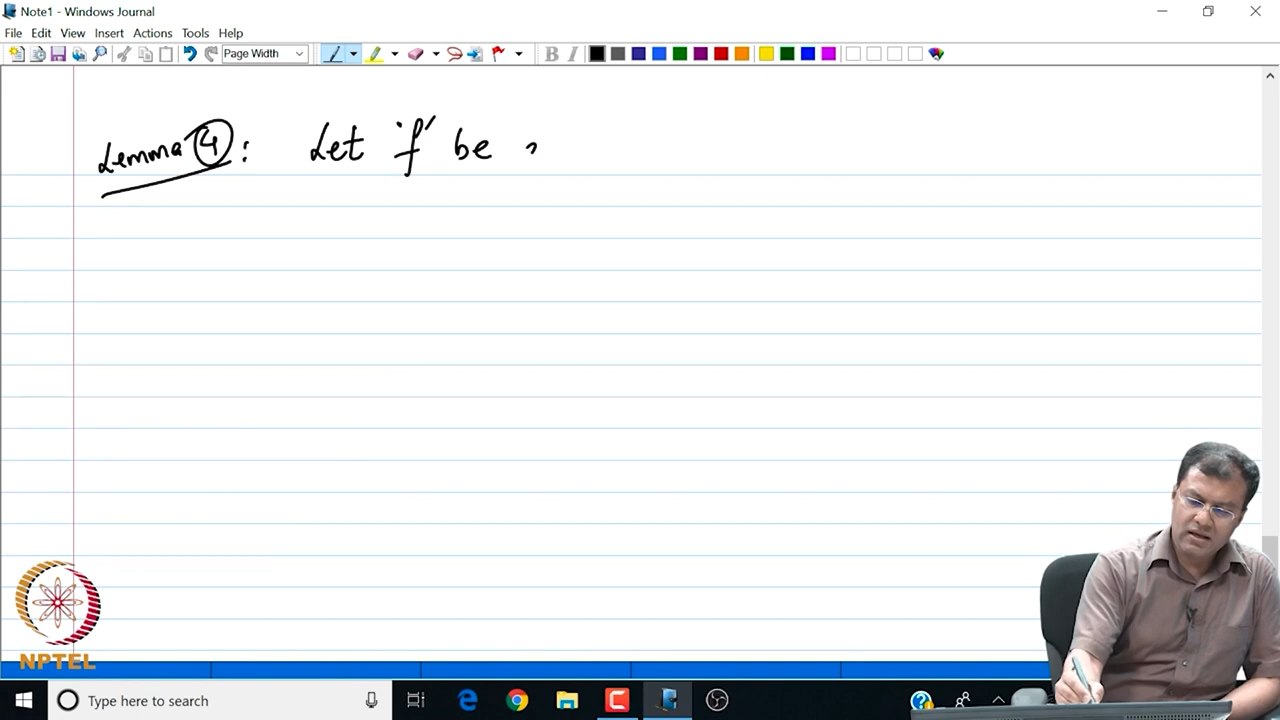 Note1 - Windows Journal
File Edit View Insert Actions Tools Help
Page Width
B I
Lemma 4 : Let 'f' be
NPTEL
Type here to search